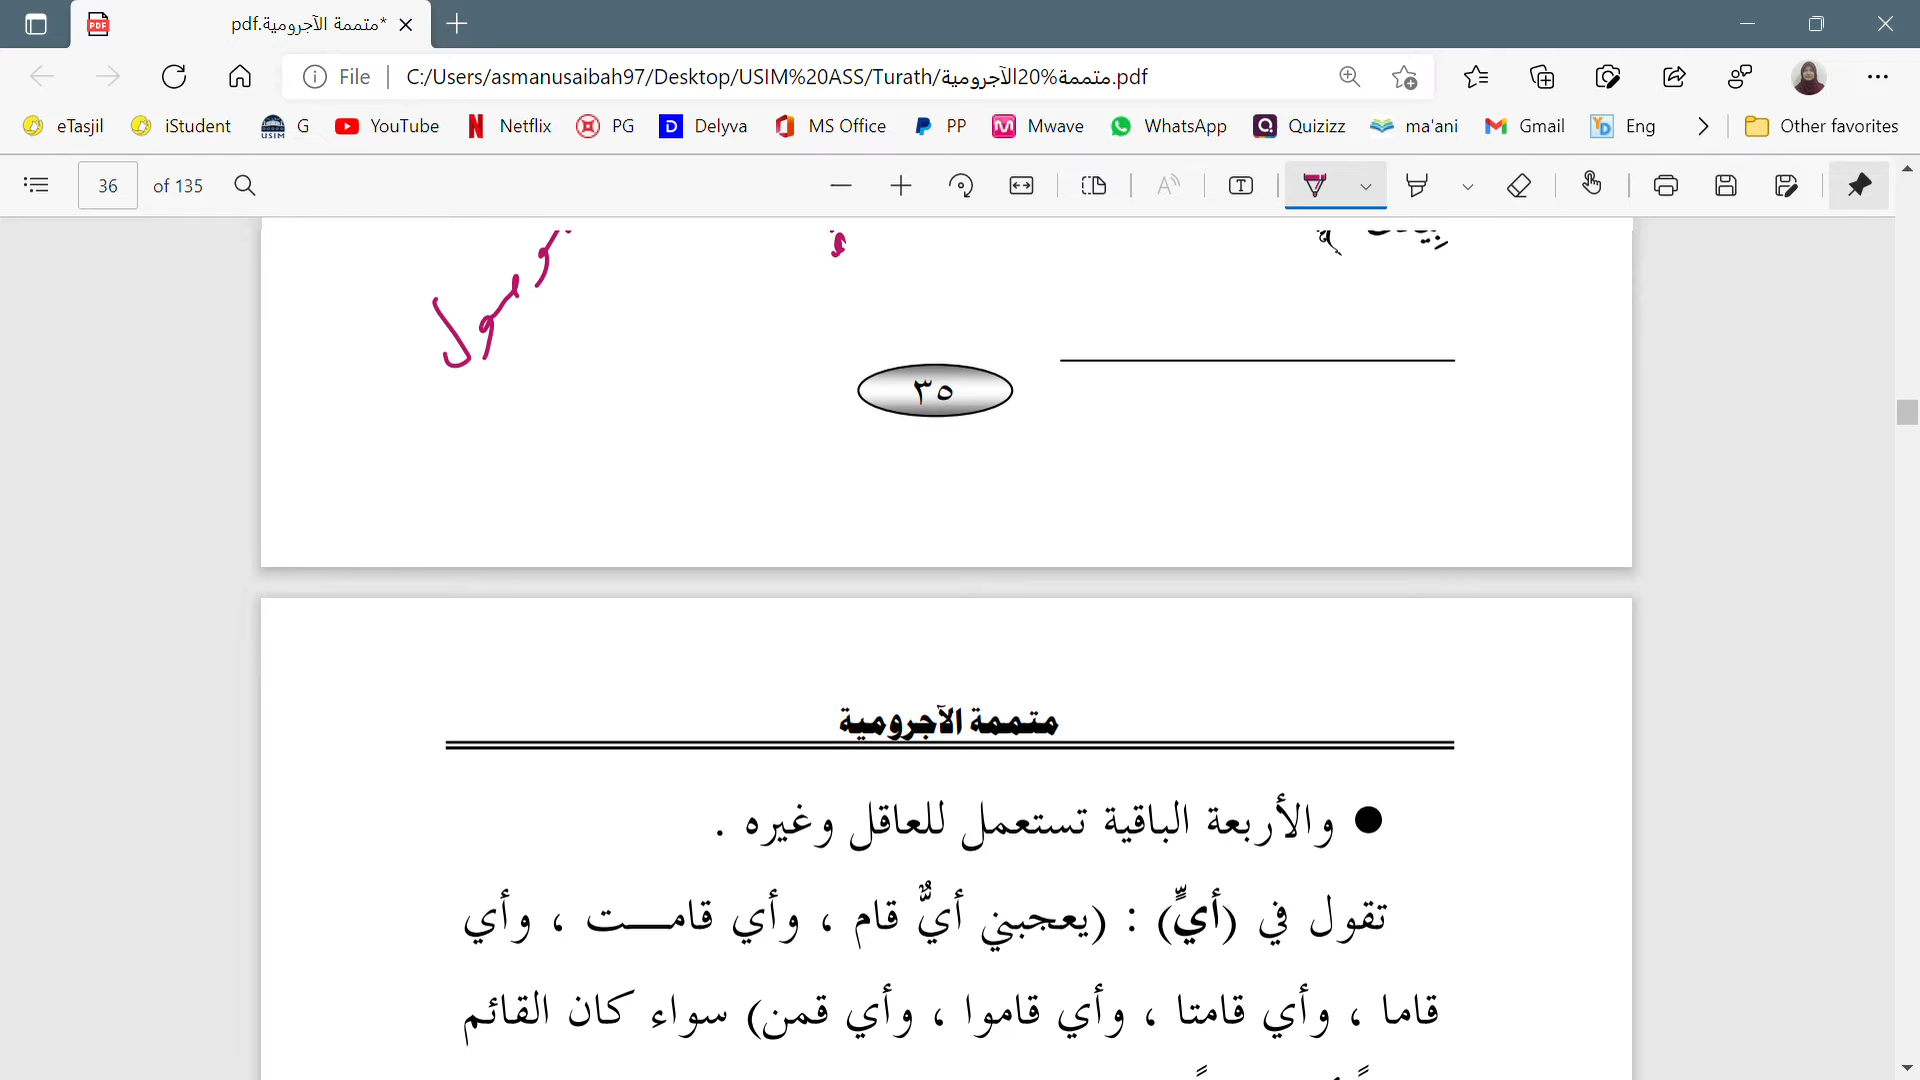 *متممة الآجرومية.pdf
File
C:/Users/asmanusaibah97/Desktop/USIM%20ASS/Turath/متممة%20الآجرومية.pdf
eTasjil iStudent G YouTube Netflix PG Delyva MS Office PP Mwave WhatsApp Quizizz ma'ani Gmail Eng Other favorites
36 of 135
٣٥
متممة الآجرومية
● والأربعة الباقية تستعمل للعاقل وغيره .
تقول في (أيٍّ) : (يعجبني أيٌّ قام ، وأي قامـــت ، وأي
قاما ، وأي قامتا ، وأي قاموا ، وأي قمن) سواء كان القائم